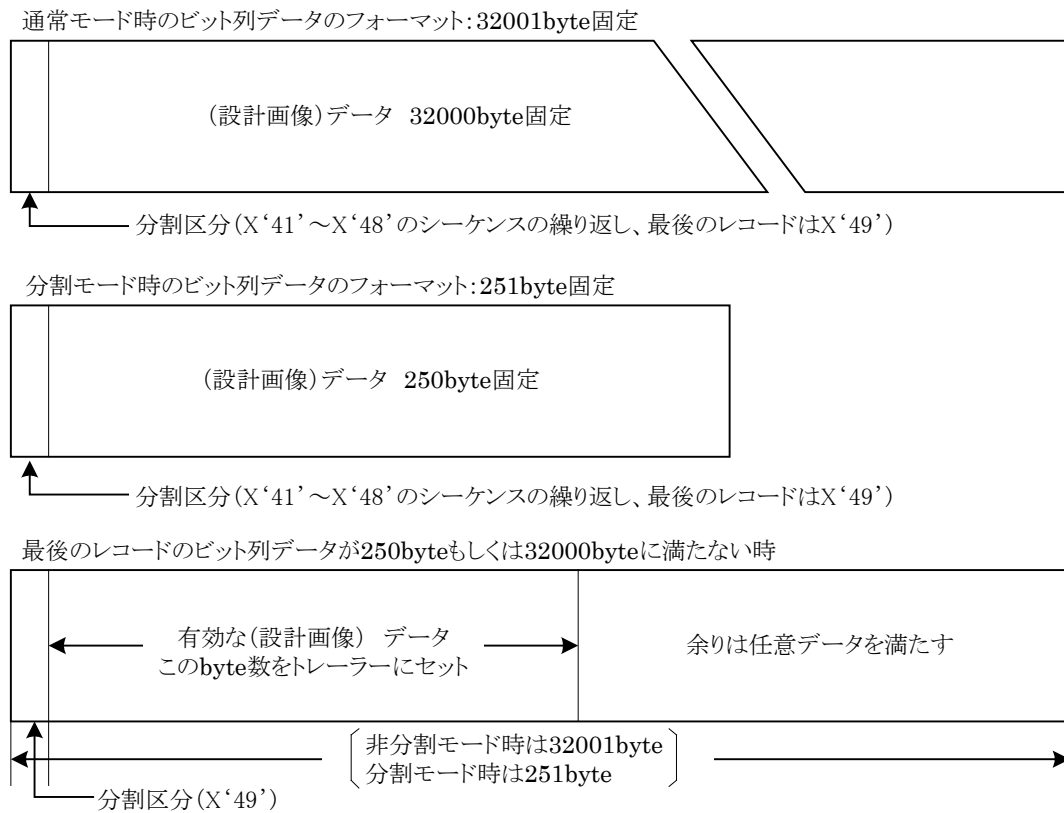 通常モード時のビット列データのフォーマット：32001byte固定
（設計画像）データ 32000byte固定
分割区分（X‘41’～X‘48’のシーケンスの繰り返し、最後のレコードはX‘49’）
分割モード時のビット列データのフォーマット：251byte固定
（設計画像）データ 250byte固定
分割区分（X‘41’～X‘48’のシーケンスの繰り返し、最後のレコードはX‘49’）
最後のレコードのビット列データが250byteもしくは32000byteに満たない時
有効な（設計画像） データ
このbyte数をトレーラーにセット
余りは任意データを満たす
非分割モード時は32001byte
分割モード時は251byte
分割区分（X‘49’）